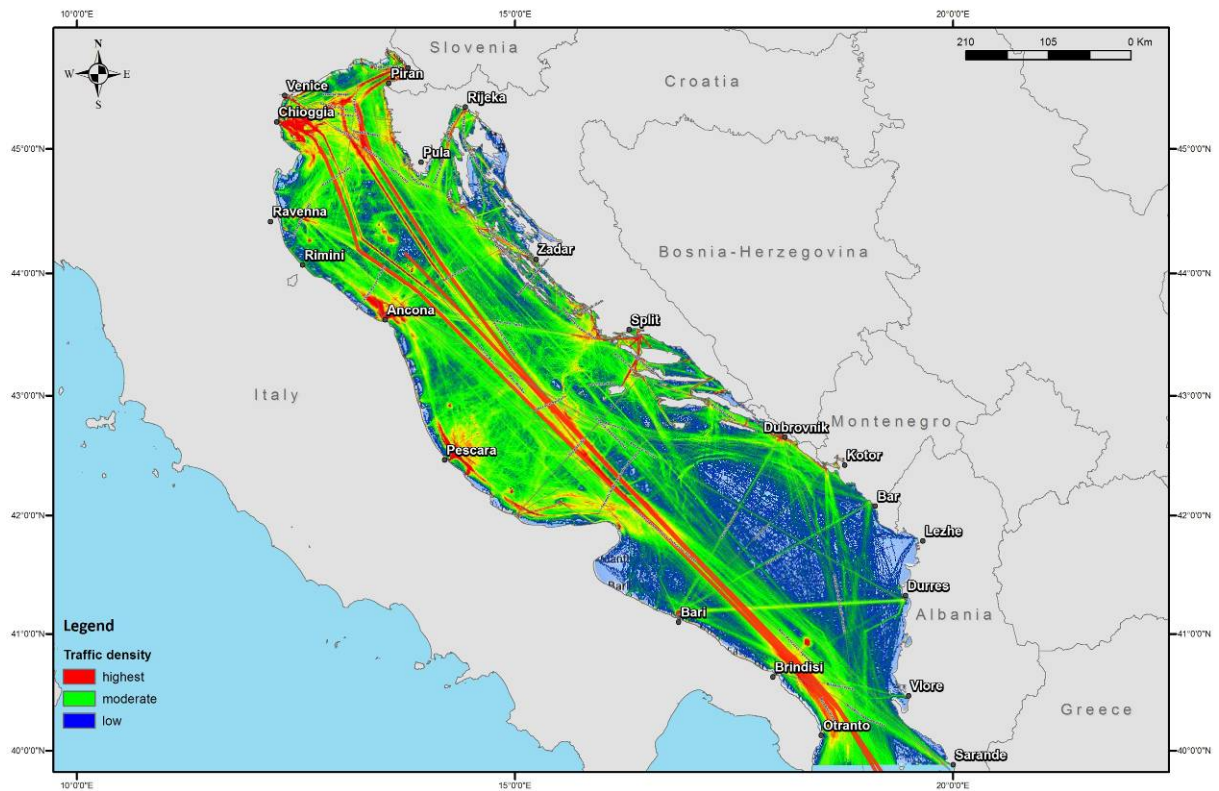 10°0'0"E 15°0'0"E 20°0'0"E
N
W E
S
Slovenia
210 105 0 Km
Croatia
Piran
Venice
Rijeka
Chioggia
45°0'0"N 45°0'0"N
Pula
Ravenna
Zadar
Bosnia-Herzegovina
Rimini
44°0'0"N 44°0'0"N
Ancona
Split
Italy
43°0'0"N 43°0'0"N
Montenegro
Dubrovnik
Pescara
Kotor
Bar
42°0'0"N 42°0'0"N
Lezhe
Durres
Bari
Albania
41°0'0"N 41°0'0"N
Legend
Traffic density
highest
moderate
low
Brindisi
Vlore
Greece
Otranto
40°0'0"N 40°0'0"N
Sarande
10°0'0"E 15°0'0"E 20°0'0"E